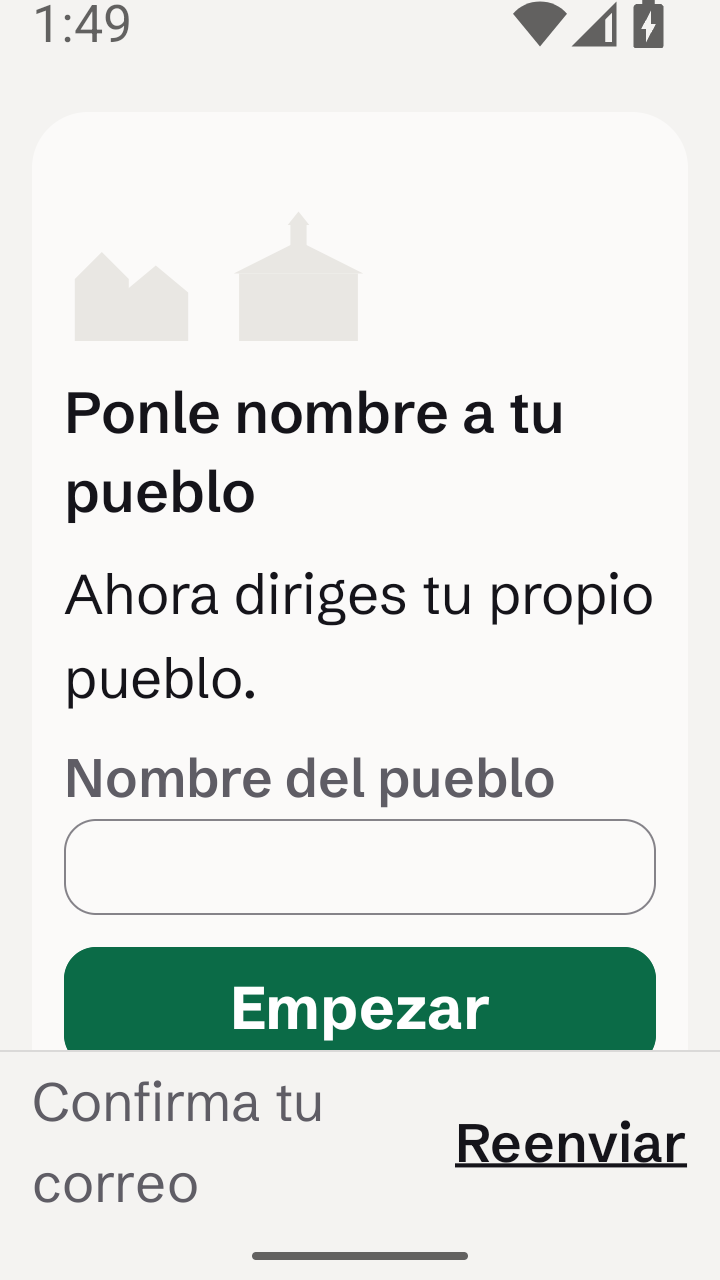 1:49
Ponle nombre a tu
pueblo
Ahora diriges tu propio
pueblo.
Nombre del pueblo
Empezar
Confirma tu
correo
Reenviar